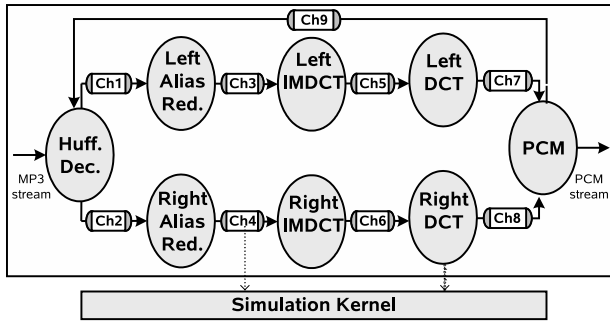 Ch9
Left
Alias
Red.
Left
IMDCT
Left
DCT
Ch1
Ch3
Ch5
Ch7
Huff.
Dec.
PCM
MP3
stream
PCM
stream
Right
Alias
Red.
Right
IMDCT
Right
DCT
Ch2
Ch4
Ch6
Ch8
Simulation Kernel